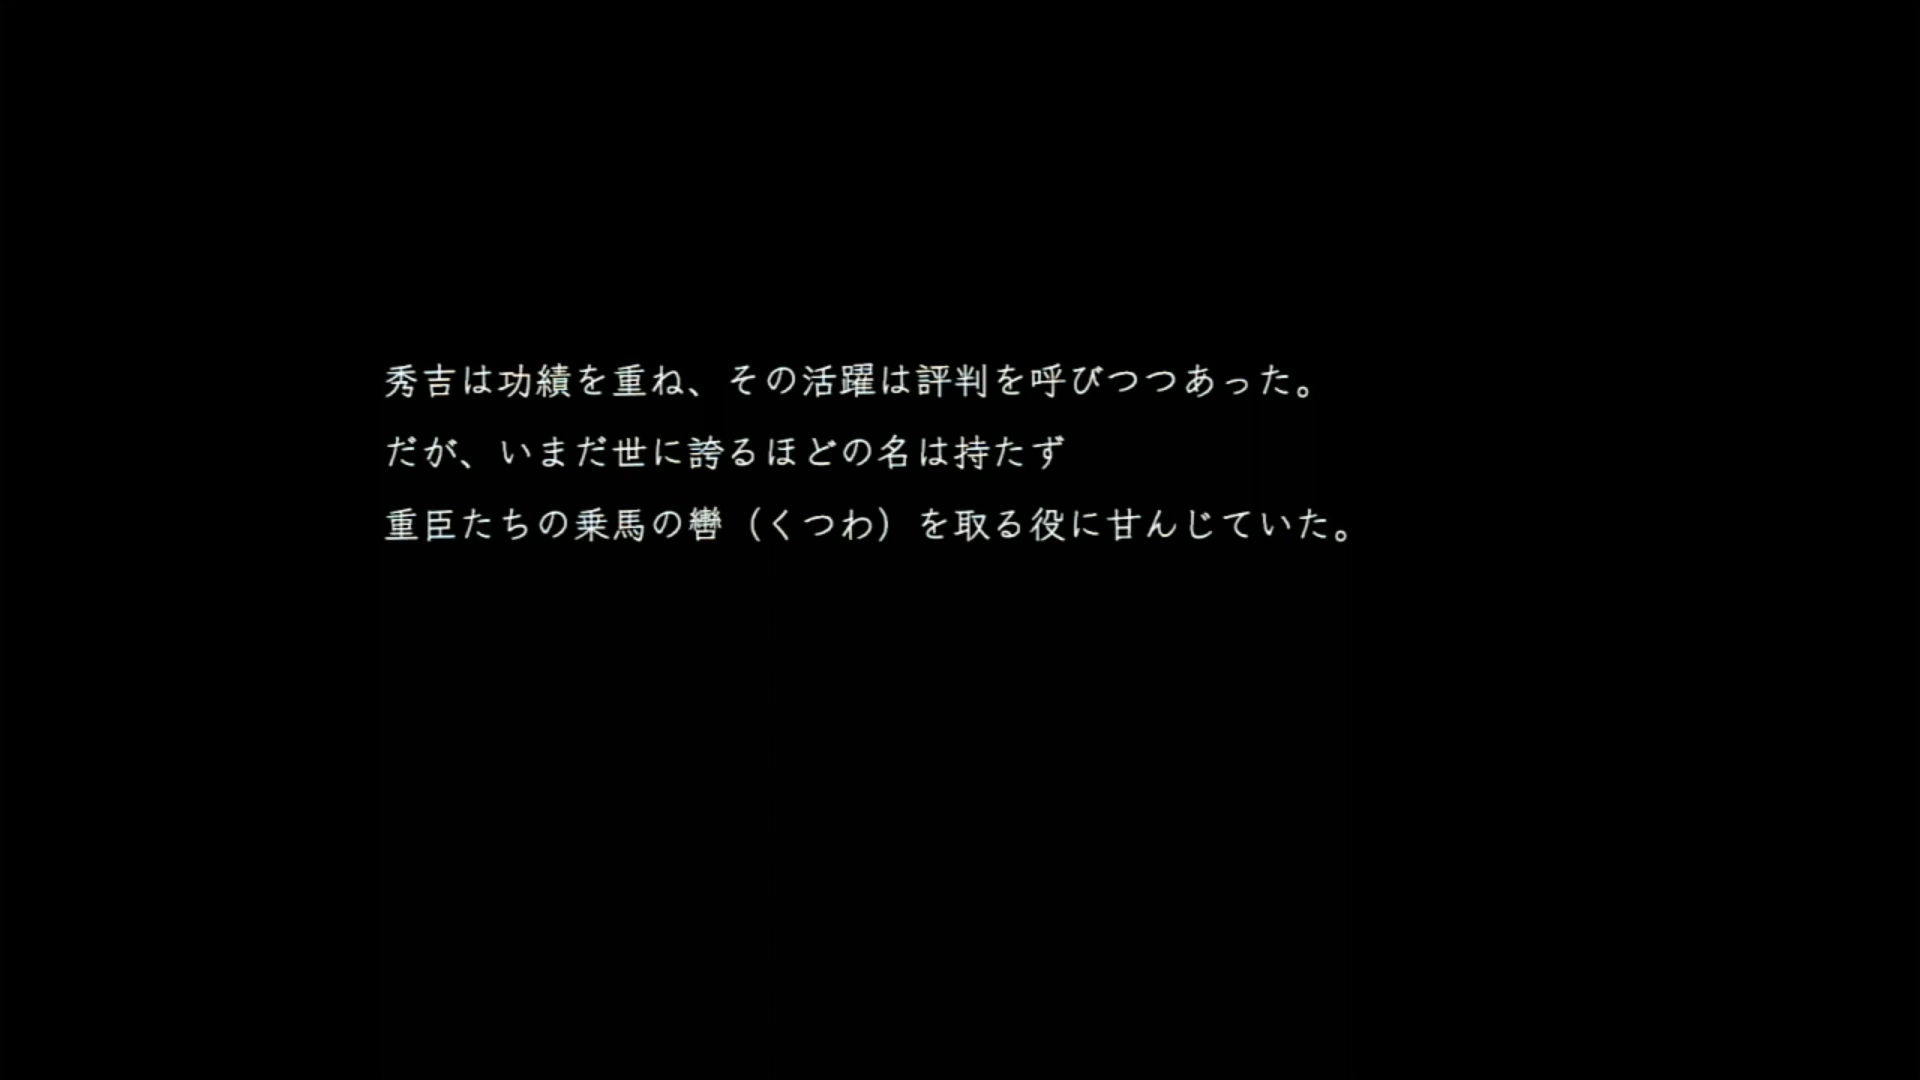 秀吉は功績を重ね、その活躍は評判を呼びつつあった。
だが、いまだ世に誇るほどの名は持たず
重臣たちの乗馬の轡（くつわ）を取る役に甘んじていた。